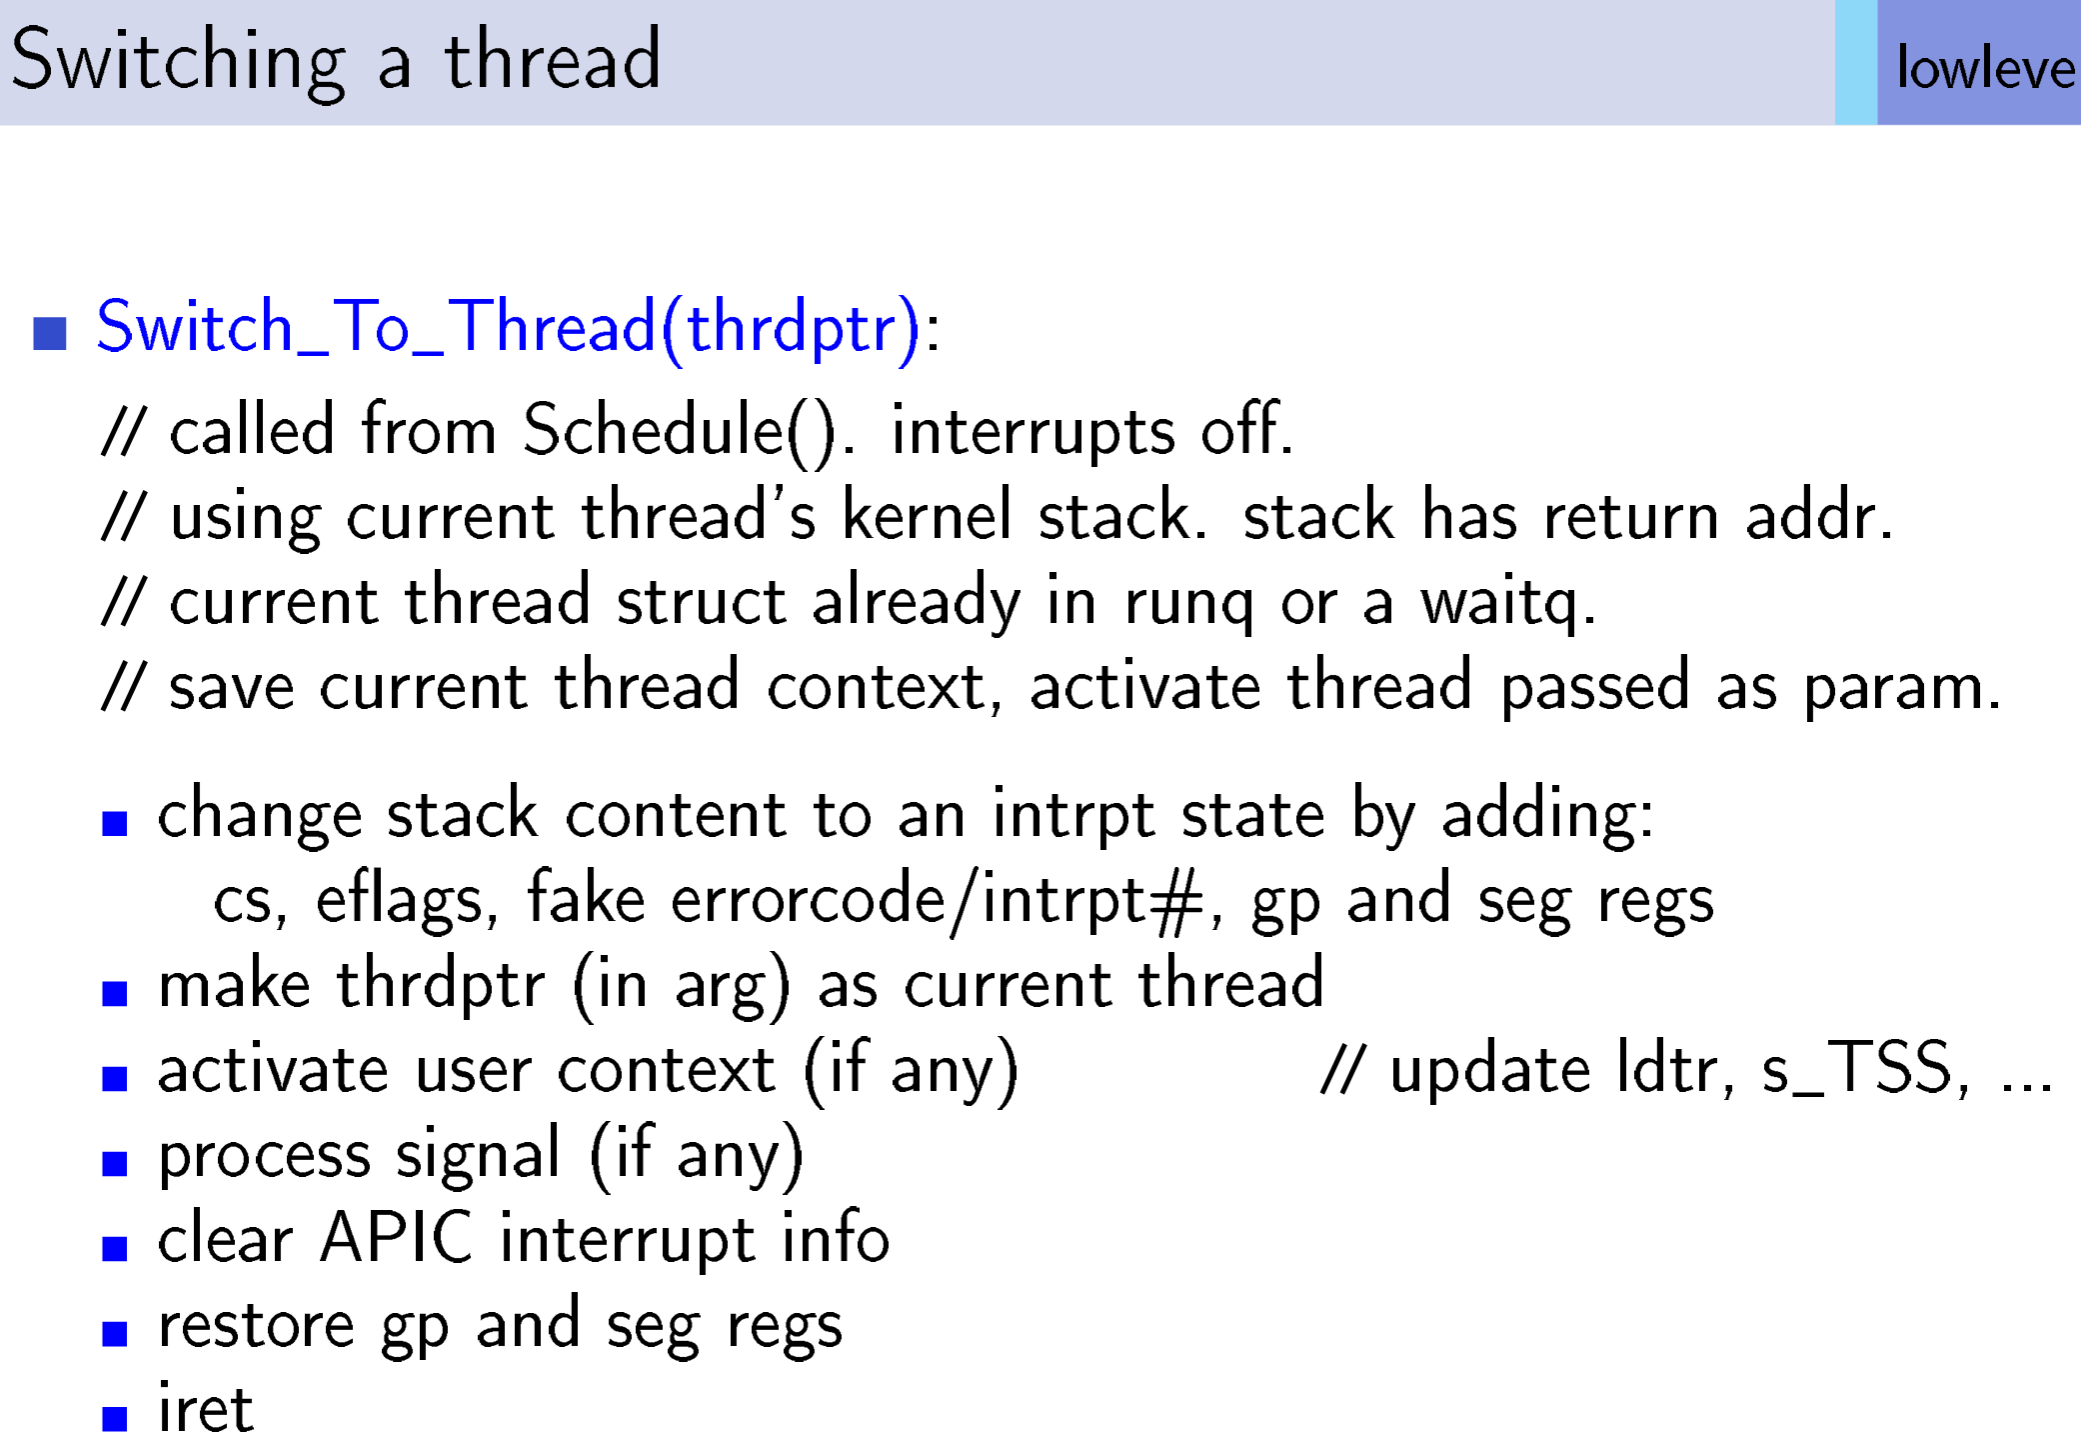 Switching a thread
lowleve
Switch_To_Thread(thrdptr):
// called from Schedule(). interrupts off.
// using current thread's kernel stack. stack has return addr.
// current thread struct already in runq or a waitq.
// save current thread context, activate thread passed as param.
change stack content to an intrpt state by adding:
cs, eflags, fake errorcode/intrpt#, gp and seg regs
make thrdptr (in arg) as current thread
activate user context (if any) // update ldtr, s_TSS, ...
process signal (if any)
clear APIC interrupt info
restore gp and seg regs
iret